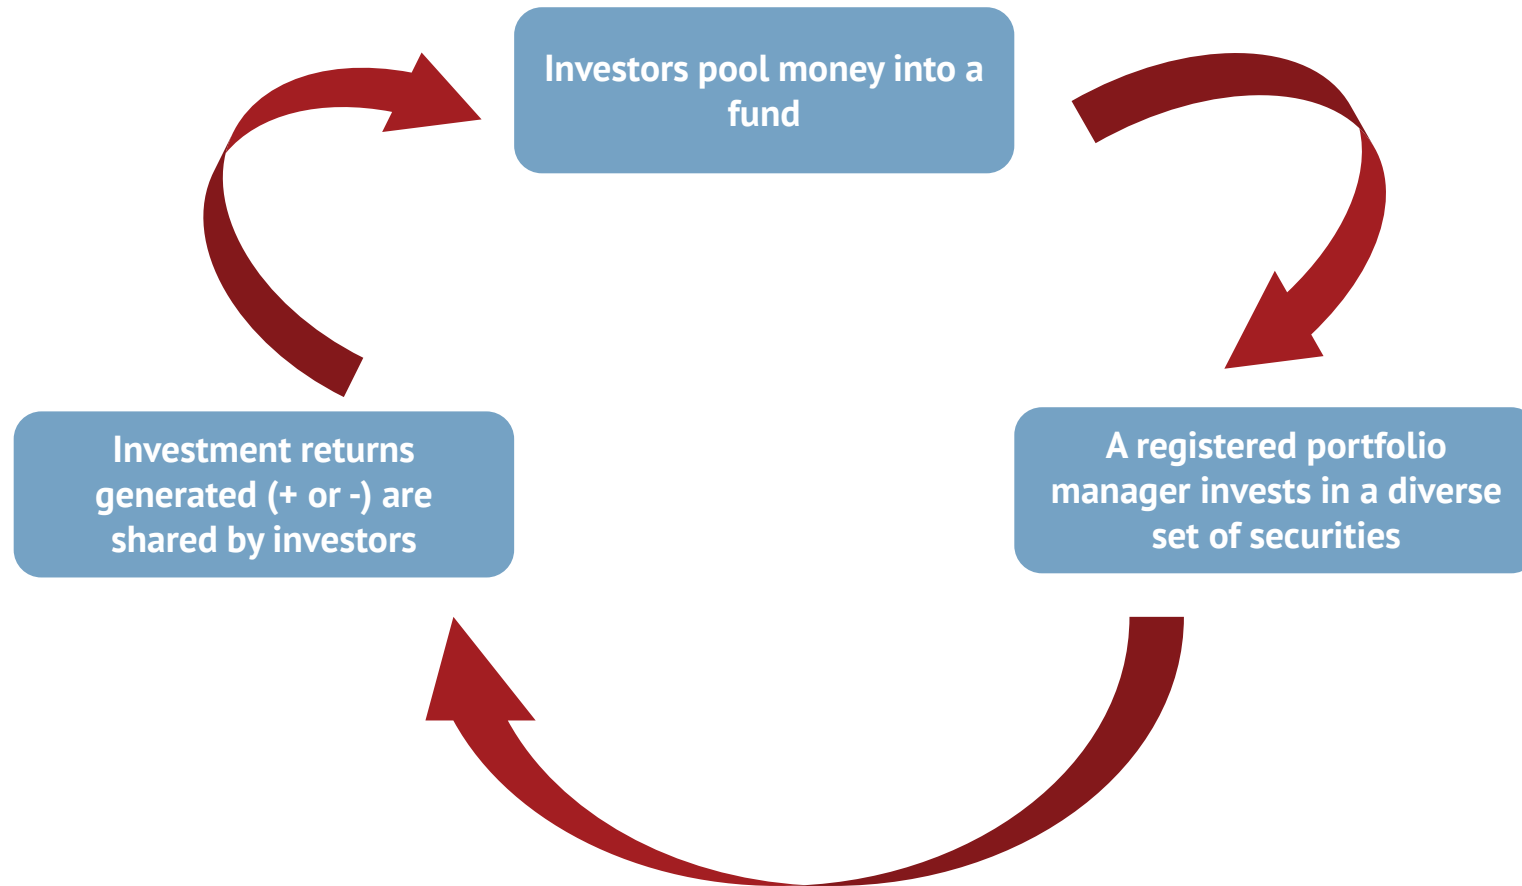 Investors pool money into a
fund
A registered portfolio
manager invests in a diverse
set of securities
Investment returns
generated (+ or -) are
shared by investors